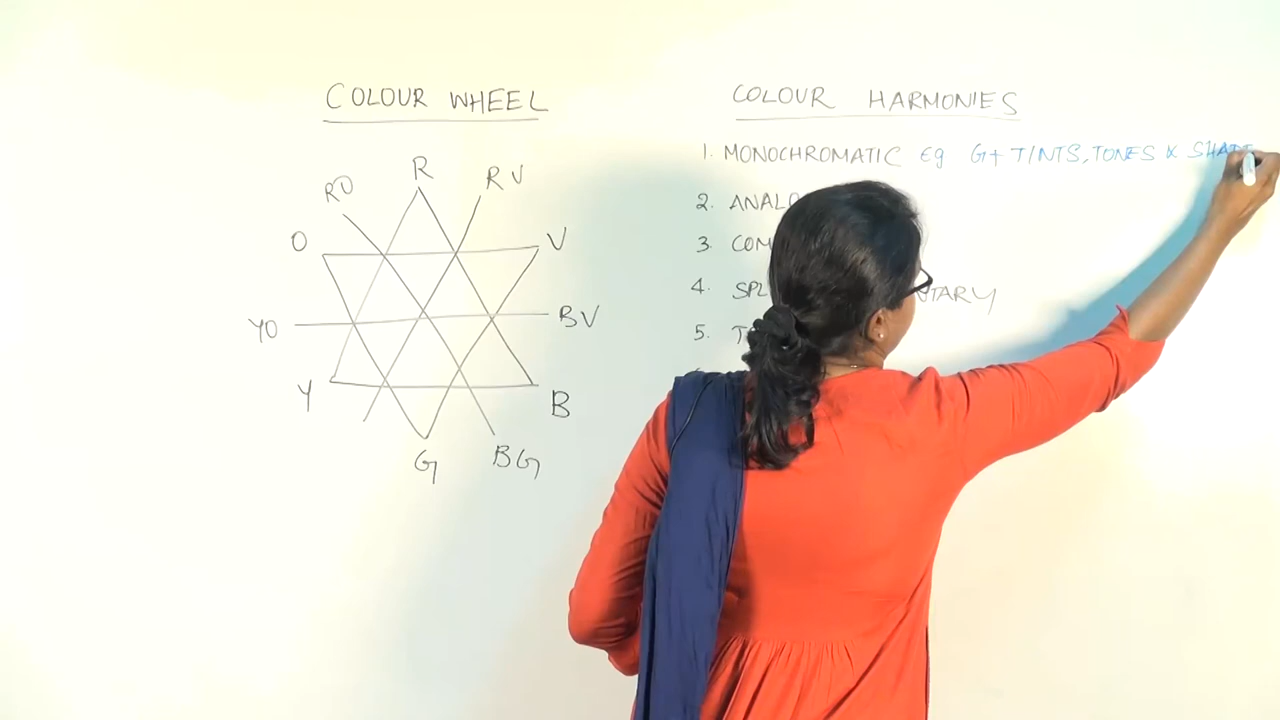 COLOUR WHEEL
R
RO
RV
O
V
YO
BV
Y
B
G
BG
COLOUR HARMONIES
1. MONOCHROMATIC Eg G+ TINTS, TONES & SHADE
2. ANALO
3. COM
4. SPL TARY
5. T